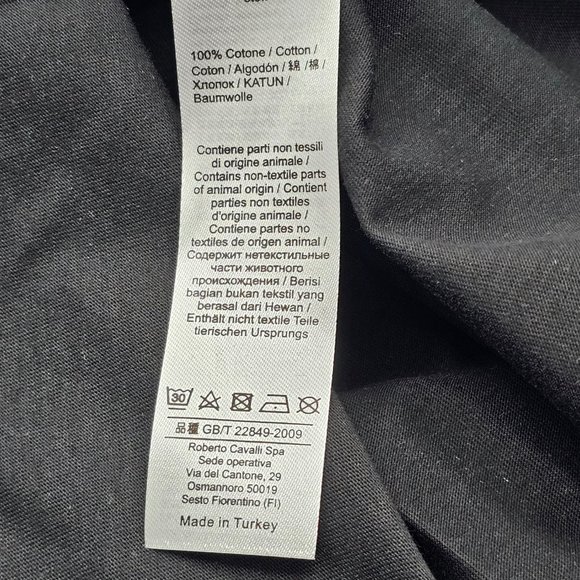 100% Cotone / Cotton /
Coton / Algodón / 綿 /棉 /
Хлопок / KATUN /
Baumwolle
Contiene parti non tessili
di origine animale /
Contains non-textile parts
of animal origin / Contient
parties non textiles
d'origine animale /
Contiene partes no
textiles de origen animal /
Содержит нетекстильные
части животного
происхождения / Berisi
bagian bukan tekstil yang
berasal dari Hewan /
Enthält nicht textile Teile
tierischen Ursprungs
30
GB/T 22849-2009
Roberto Cavalli Spa
Sede operativa
Via del Cantone, 29
Osmannoro 50019
Sesto Fiorentino (FI)
Made in Turkey